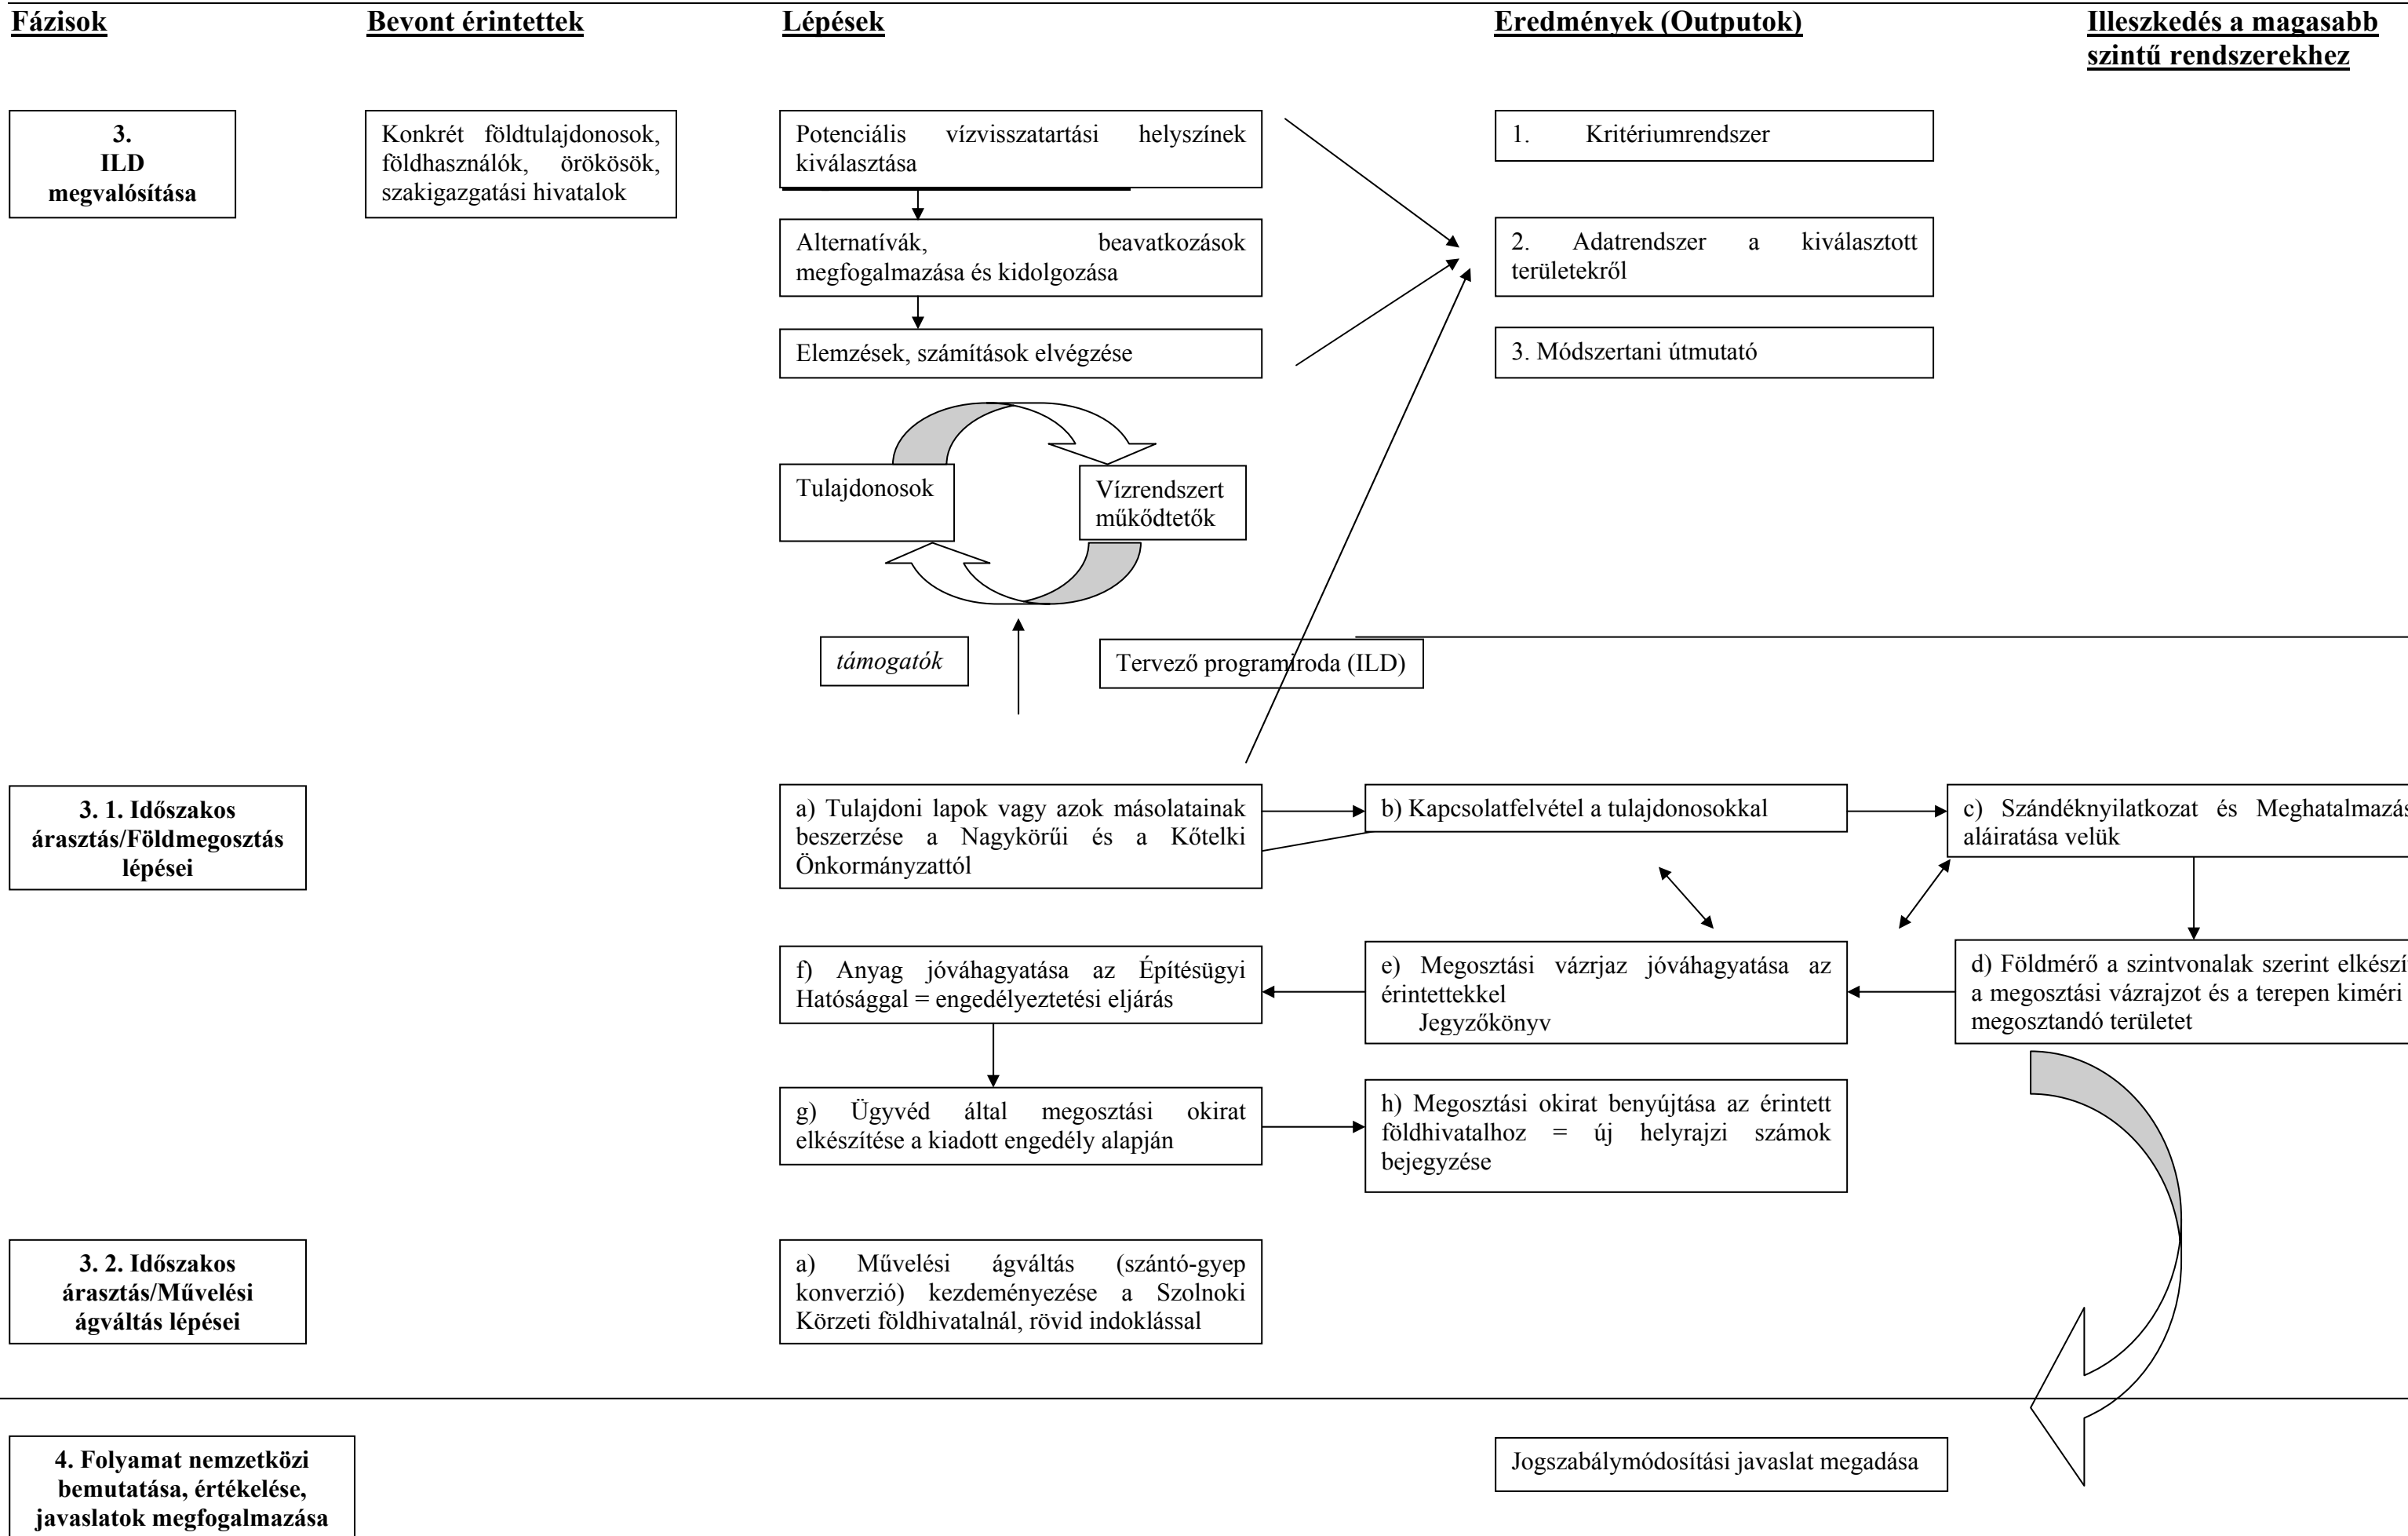 Fázisok
Bevont érintettek
Lépések
Eredmények (Outputok)
Illeszkedés a magasabb
szintű rendszerekhez
3.
ILD
megvalósítása
Konkrét földtulajdonosok,
földhasználók, örökösök,
szakigazgatási hivatalok
Potenciális vízvisszatartási helyszínek
kiválasztása
1. Kritériumrendszer
Alternatívák, beavatkozások
megfogalmazása és kidolgozása
2. Adatrendszer a kiválasztott
területekről
Elemzések, számítások elvégzése
3. Módszertani útmutató
Tulajdonosok
Vízrendszert
működtetők
támogatók
Tervező programiroda (ILD)
3. 1. Időszakos
árasztás/Földmegosztás
lépései
a) Tulajdoni lapok vagy azok másolatainak
beszerzése a Nagykörűi és a Kőtelki
Önkormányzattól
b) Kapcsolatfelvétel a tulajdonosokkal
c) Szándéknyilatkozat és Meghatalmazás
aláiratása velük
f) Anyag jóváhagyatása az Építésügyi
Hatósággal = engedélyeztetési eljárás
e) Megosztási vázrjaz jóváhagyatása az
érintettekkel
Jegyzőkönyv
d) Földmérő a szintvonalak szerint elkészí
a megosztási vázrajzot és a terepen kiméri
megosztandó területet
g) Ügyvéd által megosztási okirat
elkészítése a kiadott engedély alapján
h) Megosztási okirat benyújtása az érintett
földhivatalhoz = új helyrajzi számok
bejegyzése
3. 2. Időszakos
árasztás/Művelési
ágváltás lépései
a) Művelési ágváltás (szántó-gyep
konverzió) kezdeményezése a Szolnoki
Körzeti földhivatalnál, rövid indoklással
4. Folyamat nemzetközi
bemutatása, értékelése,
javaslatok megfogalmazása
Jogszabálymódosítási javaslat megadása